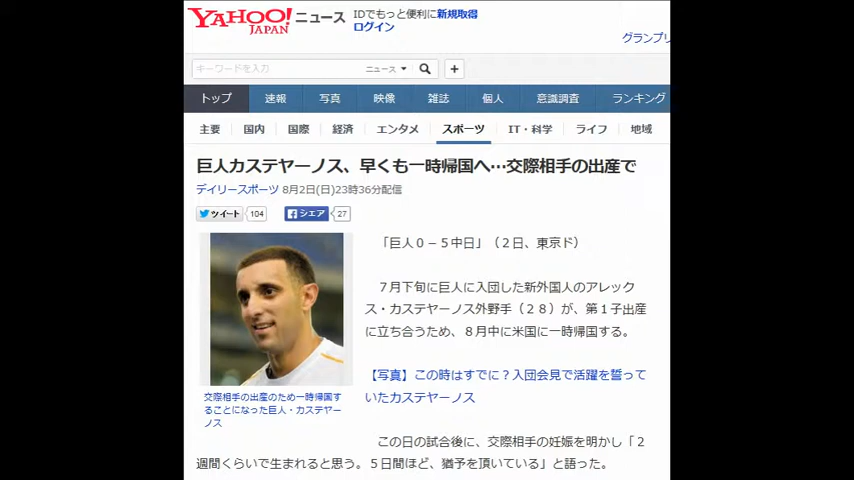 YAHOO! ニュース
JAPAN
IDでもっと便利に新規取得
ログイン
グランプリ
キーワードを入力
ニュース
トップ 速報 写真 映像 雑誌 個人 意識調査 ランキング
主要 国内 国際 経済 エンタメ スポーツ IT・科学 ライフ 地域
巨人カステヤーノス、早くも一時帰国へ…交際相手の出産で
デイリースポーツ 8月2日(日)23時36分配信
ツイート 104 シェア 27
「巨人０－５中日」（２日、東京ド）
７月下旬に巨人に入団した新外国人のアレック
ス・カステヤーノス外野手（２８）が、第１子出産
に立ち合うため、８月中に米国に一時帰国する。
【写真】この時はすでに？入団会見で活躍を誓って
いたカステヤーノス
交際相手の出産のため一時帰国す
ることになった巨人・カステヤー
ノス
この日の試合後に、交際相手の妊娠を明かし「２
週間くらいで生まれると思う。５日間ほど、猶予を頂いている」と語った。